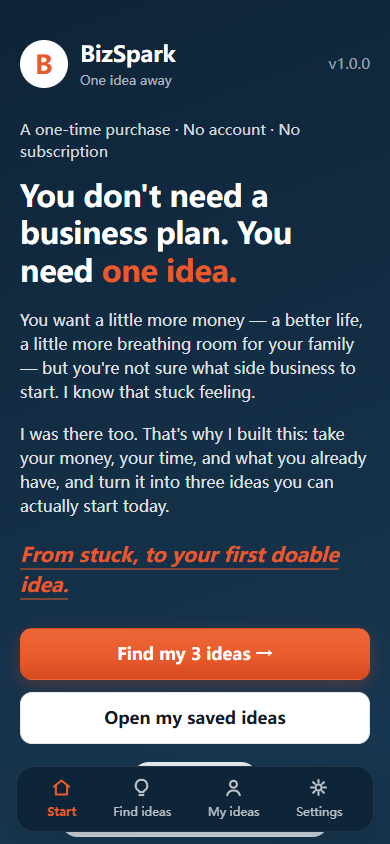 B
BizSpark
One idea away
v1.0.0
A one-time purchase · No account · No
subscription
You don't need a
business plan. You
need one idea.
You want a little more money — a better life,
a little more breathing room for your family
— but you're not sure what side business to
start. I know that stuck feeling.
I was there too. That's why I built this: take
your money, your time, and what you already
have, and turn it into three ideas you can
actually start today.
From stuck, to your first doable
idea.
Find my 3 ideas →
Open my saved ideas
Start
Find ideas
My ideas
Settings